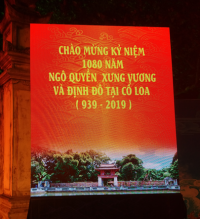 CHÀO MỪNG KỶ NIỆM
1080 NĂM
NGÔ QUYỀN XƯNG VƯƠNG
VÀ ĐỊNH ĐÔ TẠI CỔ LOA
( 939 - 2019 )